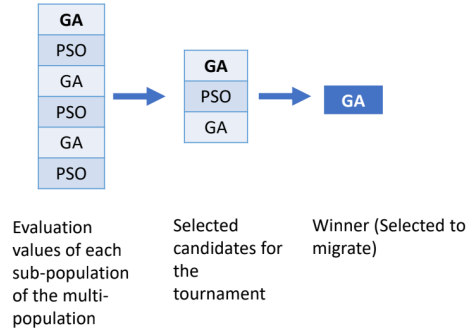 GA
PSO
GA
PSO
GA
PSO
GA
PSO
GA
GA
Evaluation
values of each
sub-population
of the multi-
population
Selected
candidates for
the
tournament
Winner (Selected to
migrate)